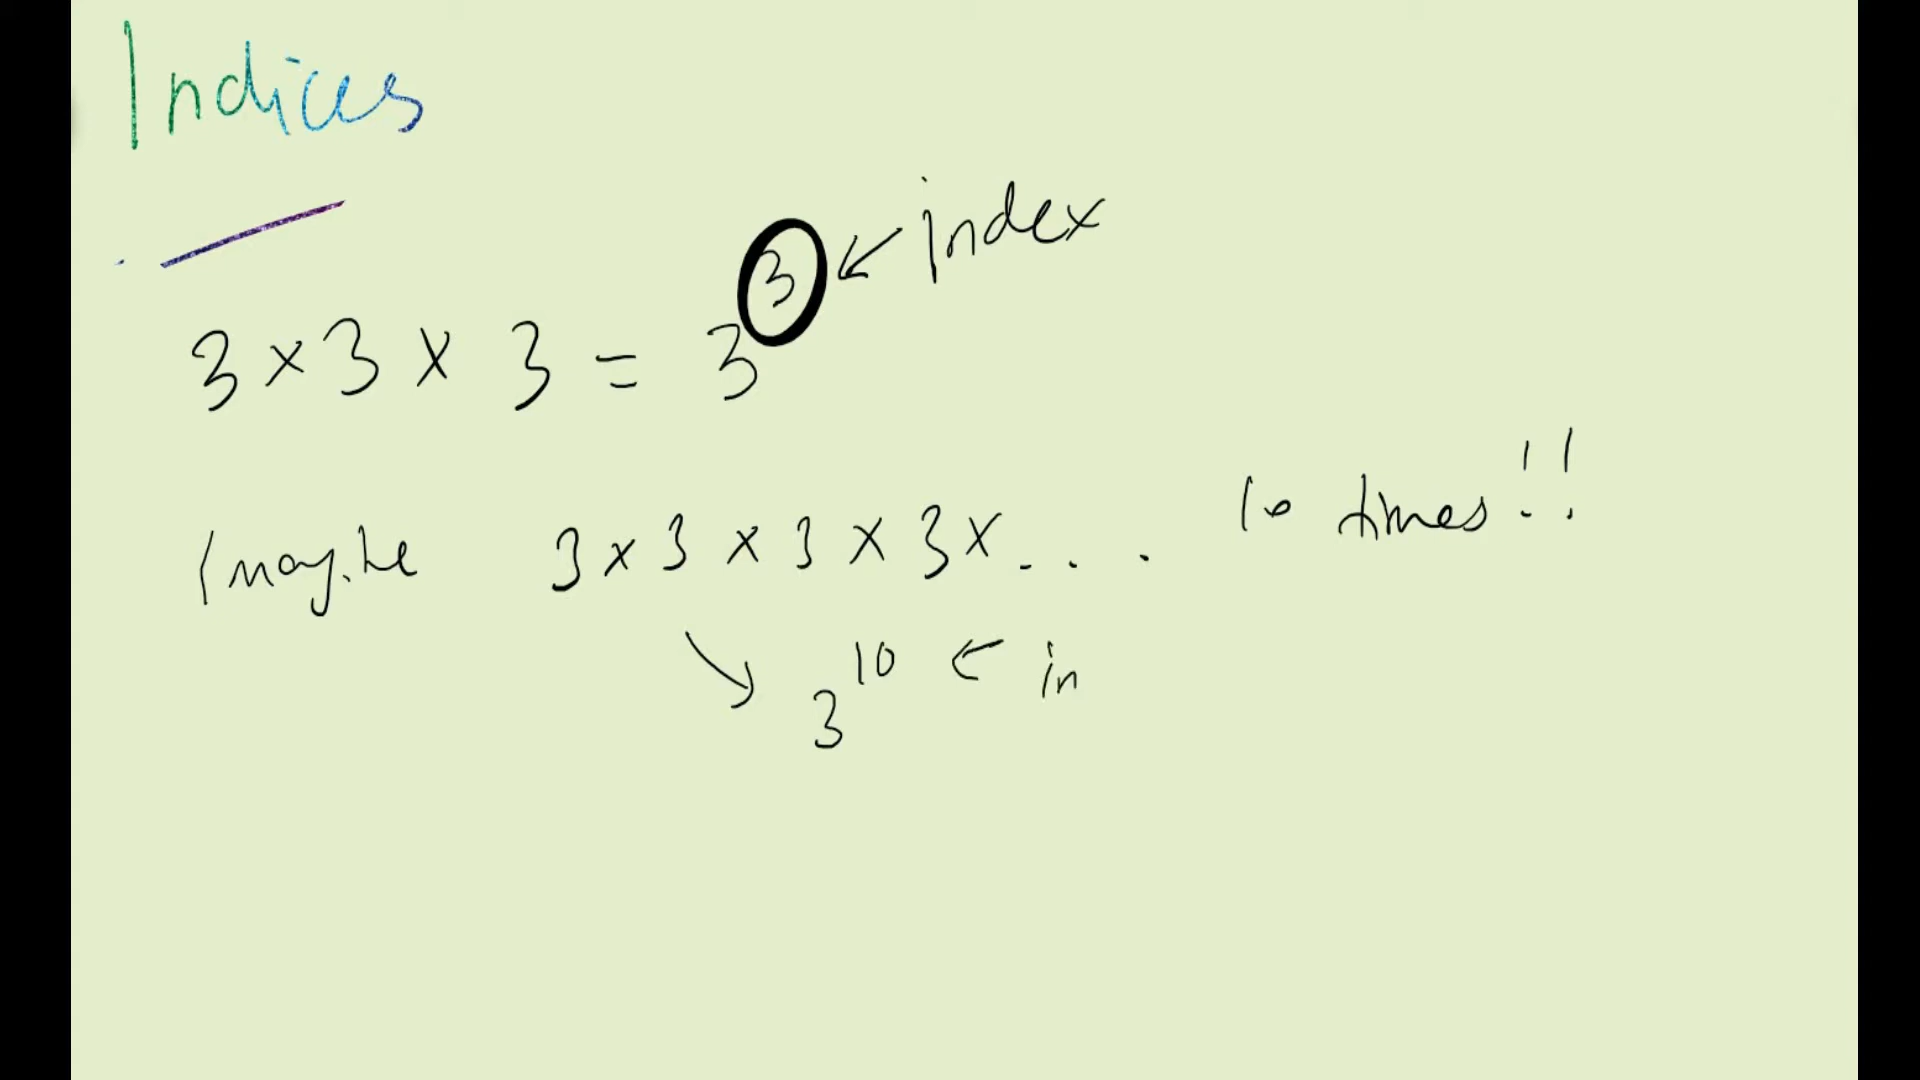 Indices
3 × 3 × 3 = 3³ ← index
Imagine 3 × 3 × 3 × 3 × . . . 10 times!!
↘ 3¹⁰ ← in